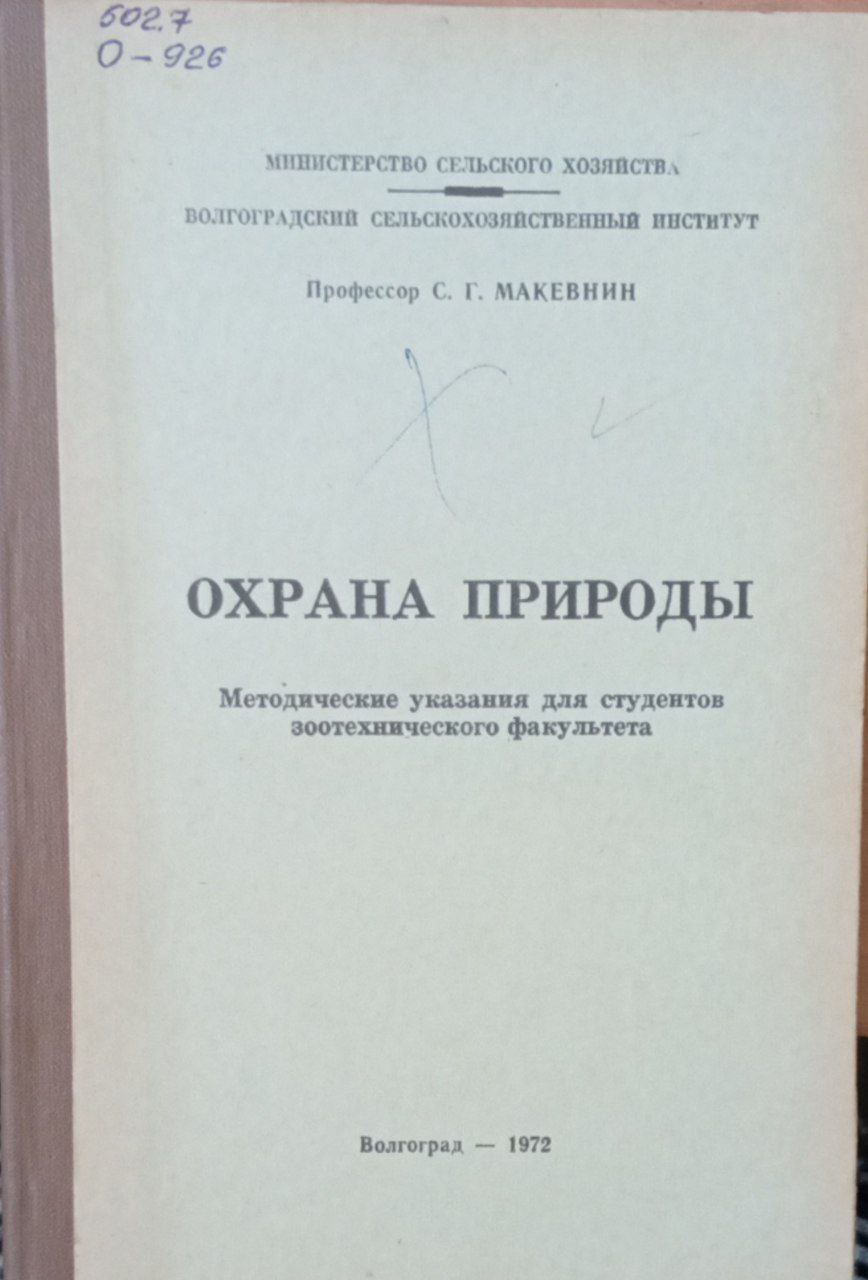 502.7
О-926
МИНИСТЕРСТВО СЕЛЬСКОГО ХОЗЯЙСТВА
ВОЛГОГРАДСКИЙ СЕЛЬСКОХОЗЯЙСТВЕННЫЙ ИНСТИТУТ
Профессор С. Г. МАКЕВНИН
ОХРАНА ПРИРОДЫ
Методические указания для студентов
зоотехнического факультета
Волгоград — 1972